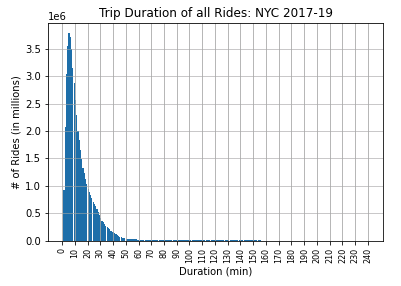 Trip Duration of all Rides: NYC 2017-19
1e6
3.5
3.0
2.5
2.0
1.5
1.0
0.5
0.0
# of Rides (in millions)
0 10 20 30 40 50 60 70 80 90 100 110 120 130 140 150 160 170 180 190 200 210 220 230 240
Duration (min)